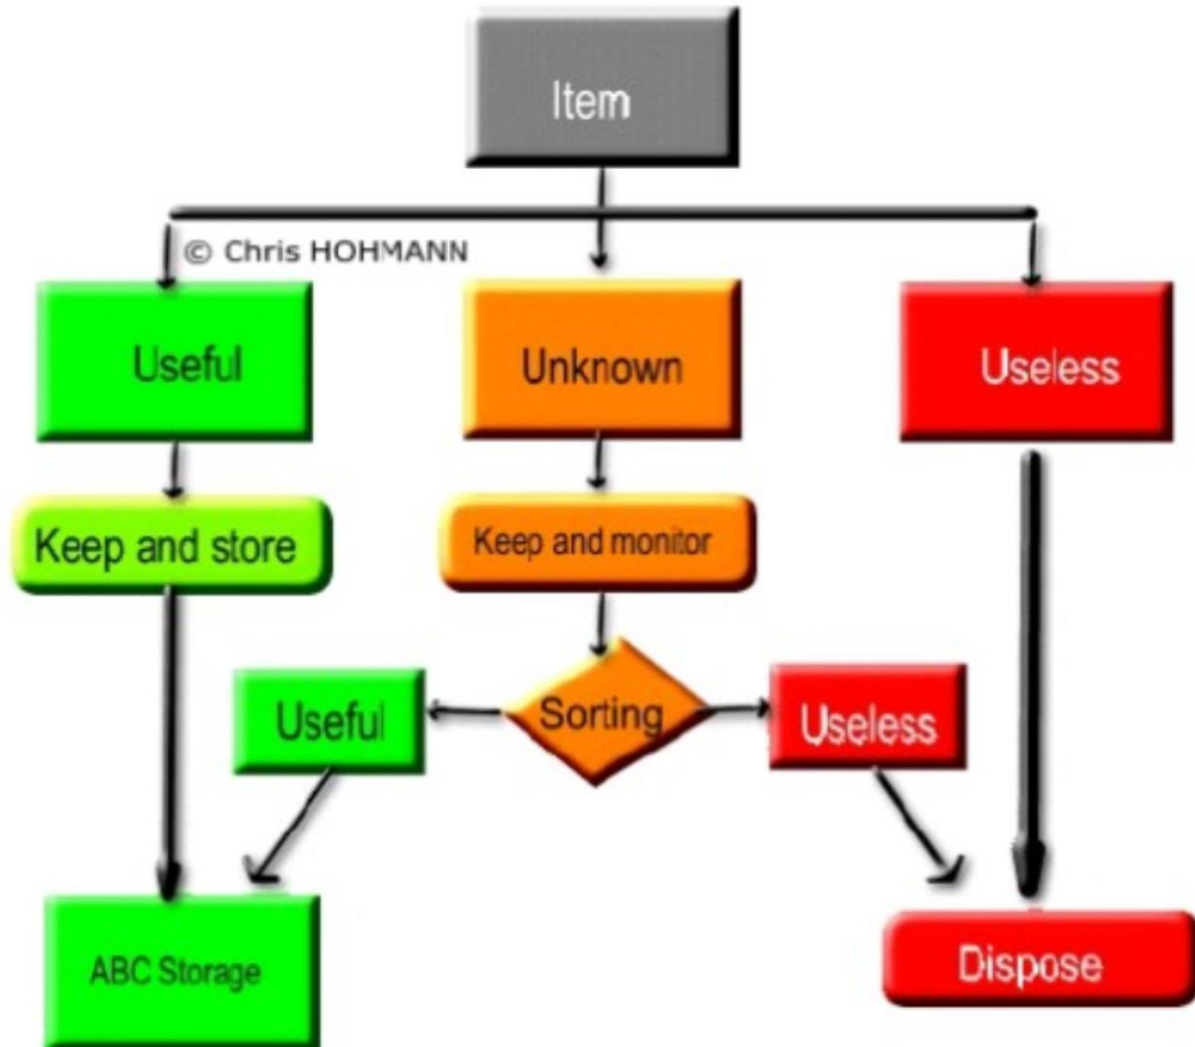 Item
© Chris HOHMANN
Useful
Unknown
Useless
Keep and store
Keep and monitor
Useful
Sorting
Useless
ABC Storage
Dispose